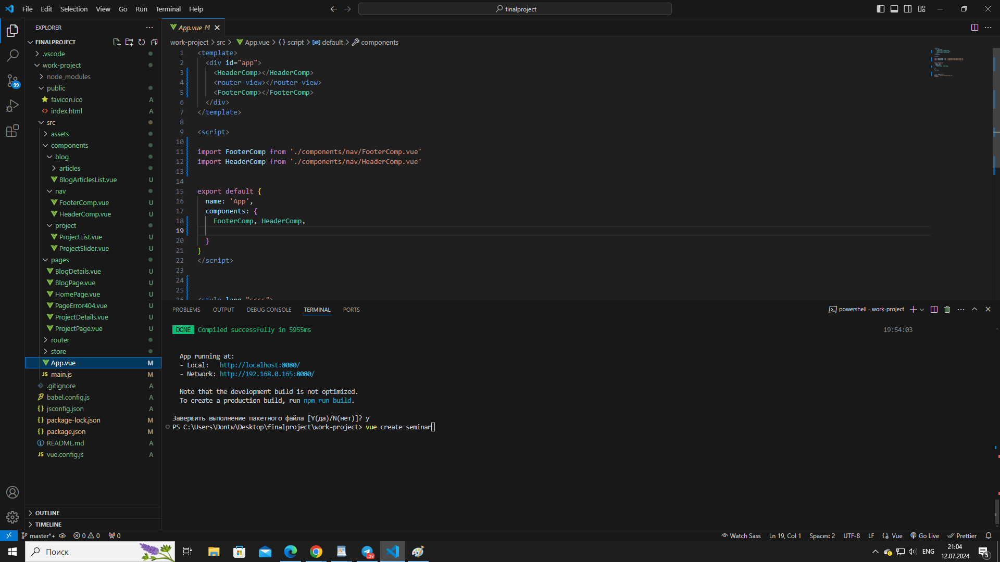 File Edit Selection View Go Run Terminal Help
finalproject
EXPLORER
FINALPROJECT
.vscode
work-project
node_modules
public
favicon.ico A
index.html A
src
assets
components
blog
articles
BlogArticlesList.vue U
nav
FooterComp.vue U
HeaderComp.vue U
project
ProjectList.vue U
ProjectSlider.vue U
pages
BlogDetails.vue U
BlogPage.vue U
HomePage.vue U
PageError404.vue U
ProjectDetails.vue U
ProjectPage.vue U
router
store
App.vue M
main.js M
.gitignore A
babel.config.js A
jsconfig.json A
package-lock.json M
package.json M
README.md A
vue.config.js A
OUTLINE
TIMELINE
99
App.vue M
work-project > src > App.vue > {} script > default > components
1 <template>
2 <div id="app">
3 <HeaderComp></HeaderComp>
4 <router-view></router-view>
5 <FooterComp></FooterComp>
6 </div>
7 </template>
8
9 <script>
10
11 import FooterComp from './components/nav/FooterComp.vue'
12 import HeaderComp from './components/nav/HeaderComp.vue'
13
14
15 export default {
16 name: 'App',
17 components: {
18 FooterComp, HeaderComp,
19
20 }
21 }
22 </script>
23
24
25
26 <style lang="scss">
PROBLEMS OUTPUT DEBUG CONSOLE TERMINAL PORTS
powershell - work-project
DONE Compiled successfully in 5955ms 19:54:03
App running at:
- Local: http://localhost:8080/
- Network: http://192.168.0.165:8080/
Note that the development build is not optimized.
To create a production build, run npm run build.
Завершить выполнение пакетного файла [Y(да)/N(нет)]? y
PS C:\Users\Dontw\Desktop\finalproject\work-project> vue create seminar
master*+ 0 0 0
Watch Sass Ln 19, Col 1 Spaces: 2 UTF-8 LF Vue Go Live Prettier
Поиск
.09
ENG
21:04
12.07.2024
5